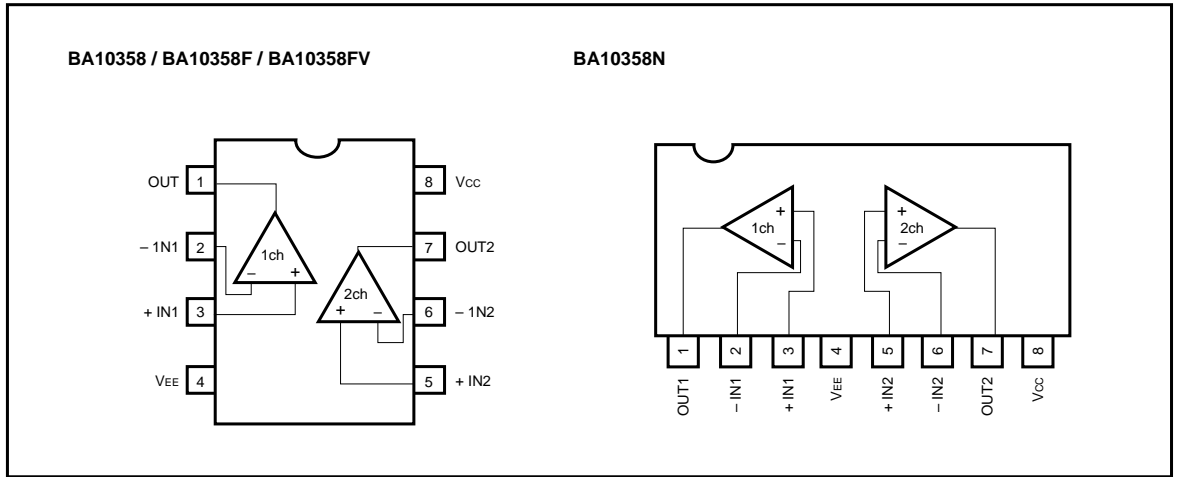 BA10358 / BA10358F / BA10358FV
OUT 1
– 1N1 2
+ IN1 3
VEE 4
8 Vcc
7 OUT2
6 – 1N2
5 + IN2
1ch
– +
2ch
+ –
BA10358N
1ch
+
–
2ch
+
–
1 2 3 4 5 6 7 8
OUT1
– IN1
+ IN1
VEE
+ IN2
– IN2
OUT2
Vcc